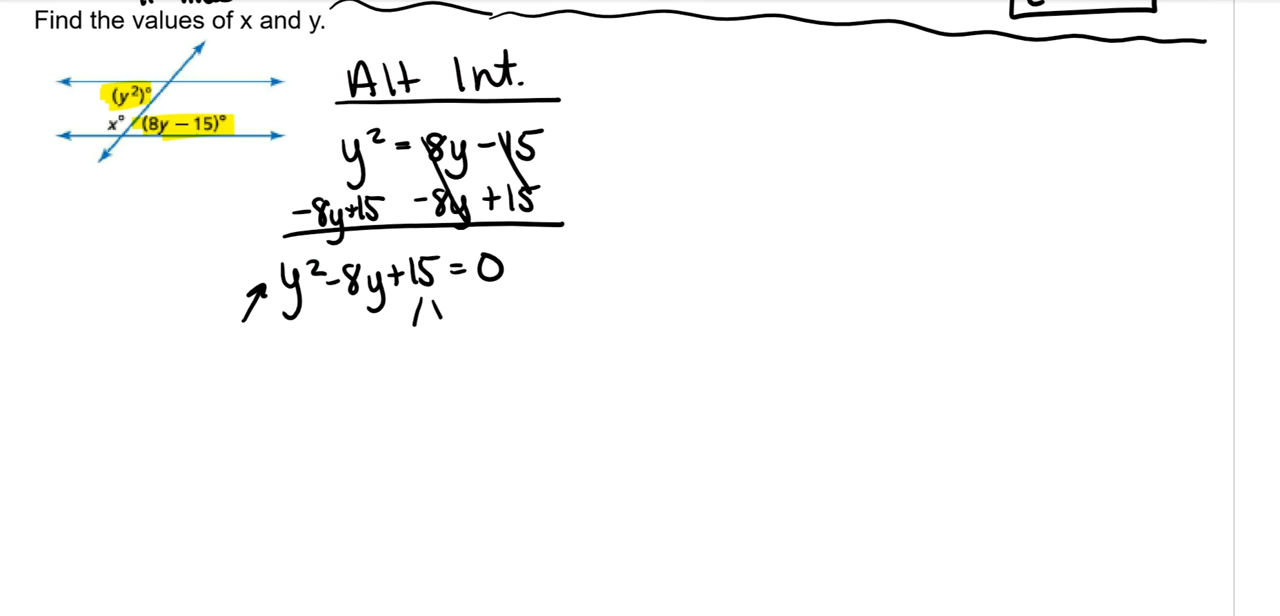 Find the values of x and y.
(y²)°
x° (8y – 15)°
Alt Int.
y² = 8y - 15
-8y+15 -8y +15
y² - 8y + 15 = 0